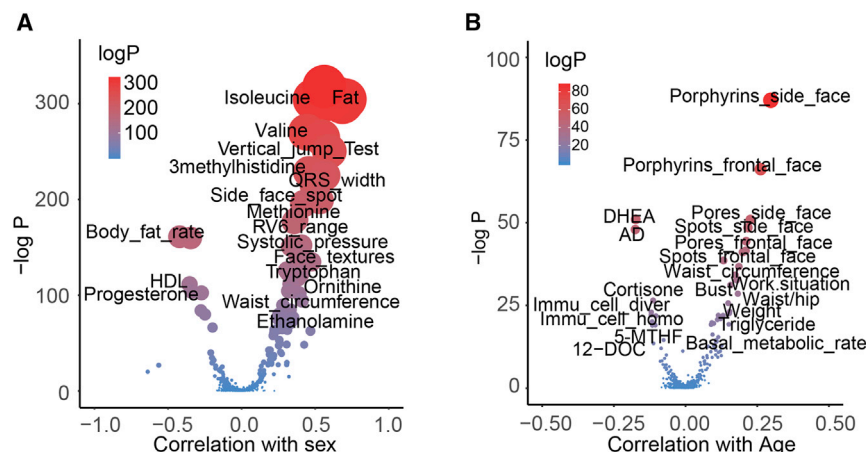 A
logP
300
200
100
300
200
100
0
−log P
Isoleucine
Fat
Valine
Vertical_jump_Test
3methylhistidine
QRS_width
Side_face_spot
Methionine
RV6_range
Body_fat_rate
Systolic_pressure
Face_textures
Tryptophan
HDL
Ornithine
Progesterone
Waist_circumference
Ethanolamine
−1.0
−0.5
0.0
0.5
1.0
Correlation with sex
B
logP
80
60
40
20
100
75
50
25
0
−log P
Porphyrins_side_face
Porphyrins_frontal_face
DHEA
Pores_side_face
AD
Spots_side_face
Pores_frontal_face
Spots_frontal_face
Waist_circumference
Cortisone
Bust
Work.situation
Immu_cell_diver
Waist/hip
Immu_cell_homo
Weight
Triglyceride
5−MTHF
Basal_metabolic_rate
12−DOC
−0.50
−0.25
0.00
0.25
0.50
Correlation with Age